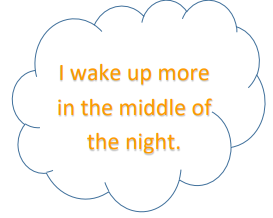 I wake up more
in the middle of
the night.